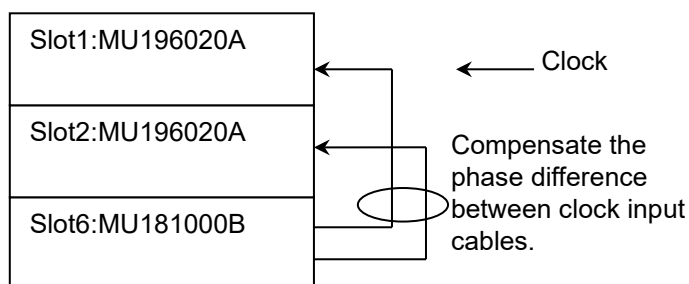 Slot1:MU196020A
Clock
Slot2:MU196020A
Compensate the
phase difference
between clock input
cables.
Slot6:MU181000B